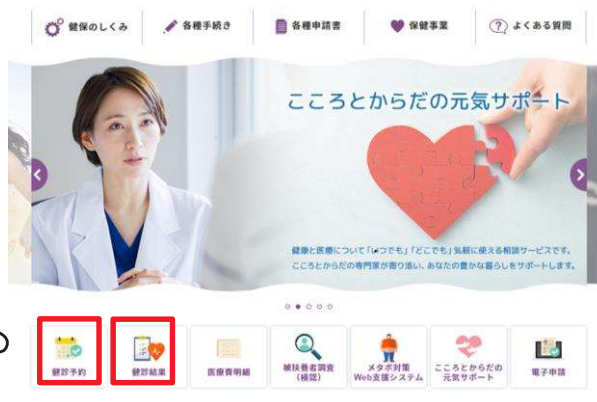 健保のしくみ
各種手続き
各種申請書
保健事業
よくある質問
こころとからだの元気サポート
健康と医療について「いつでも」「どこでも」気軽に使える相談サービスです。
こころとからだの専門家が寄り添い、あなたの豊かな暮らしをサポートします。
の
健診予約
健診結果
医療費明細
被扶養者調査
(検認)
メタボ対策
Web支援システム
こころとからだの
元気サポート
電子申請